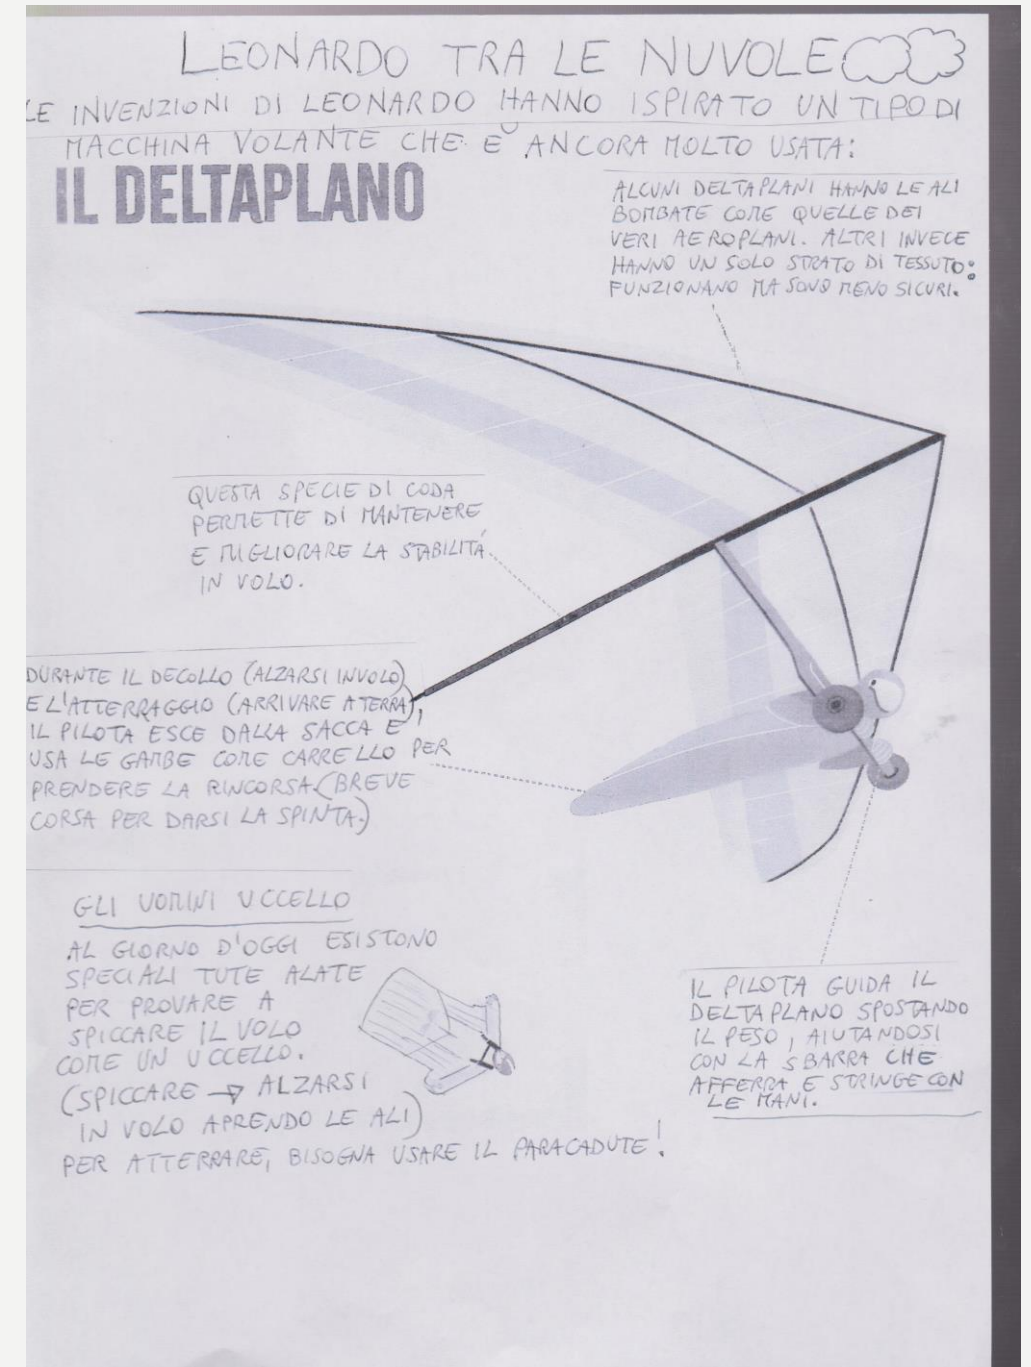 LEONARDO TRA LE NUVOLE
LE INVENZIONI DI LEONARDO HANNO ISPIRATO UN TIPO DI
MACCHINA VOLANTE CHE È ANCORA MOLTO USATA:
IL DELTAPLANO
ALCUNI DELTAPLANI HANNO LE ALI
BOMBATE COME QUELLE DEI
VERI AEROPLANI. ALTRI INVECE
HANNO UN SOLO STRATO DI TESSUTO:
FUNZIONANO MA SONO MENO SICURI.
QUESTA SPECIE DI CODA
PERMETTE DI MANTENERE
E MIGLIORARE LA STABILITÁ
IN VOLO.
DURANTE IL DECOLLO (ALZARSI IN VOLO)
E L'ATTERRAGGIO (ARRIVARE A TERRA),
IL PILOTA ESCE DALLA SACCA E
USA LE GAMBE COME CARRELLO PER
PRENDERE LA RINCORSA. (BREVE
CORSA PER DARSI LA SPINTA.)
GLI UOMINI UCCELLO
AL GIORNO D'OGGI ESISTONO
SPECIALI TUTE ALATE
PER PROVARE A
SPICCARE IL VOLO
COME UN UCCELLO.
(SPICCARE → ALZARSI
IN VOLO APRENDO LE ALI)
PER ATTERRARE, BISOGNA USARE IL PARACADUTE!
IL PILOTA GUIDA IL
DELTAPLANO SPOSTANDO
IL PESO, AIUTANDOSI
CON LA SBARRA CHE
AFFERRA E STRINGE CON
LE MANI.